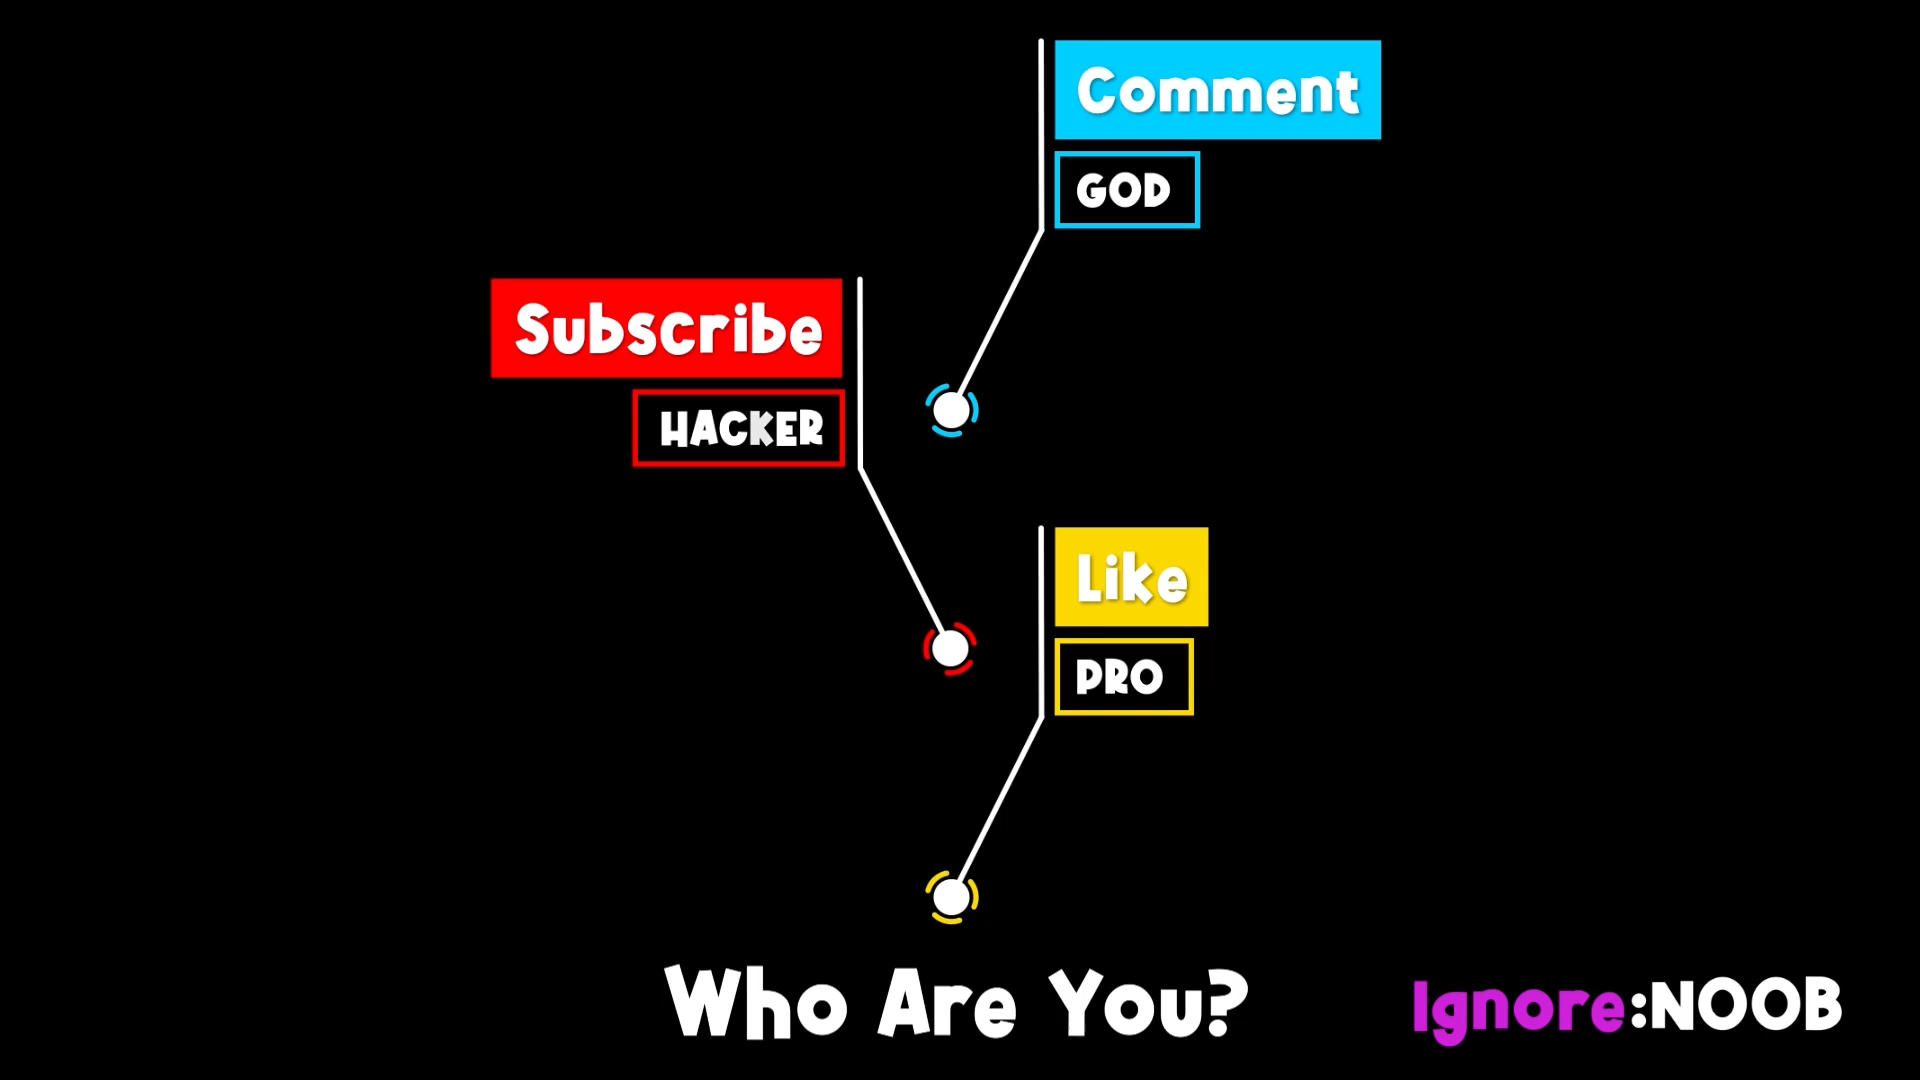 Comment
GOD
Subscribe
HACKER
Like
PRO
Who Are You?
Ignore:NOOB